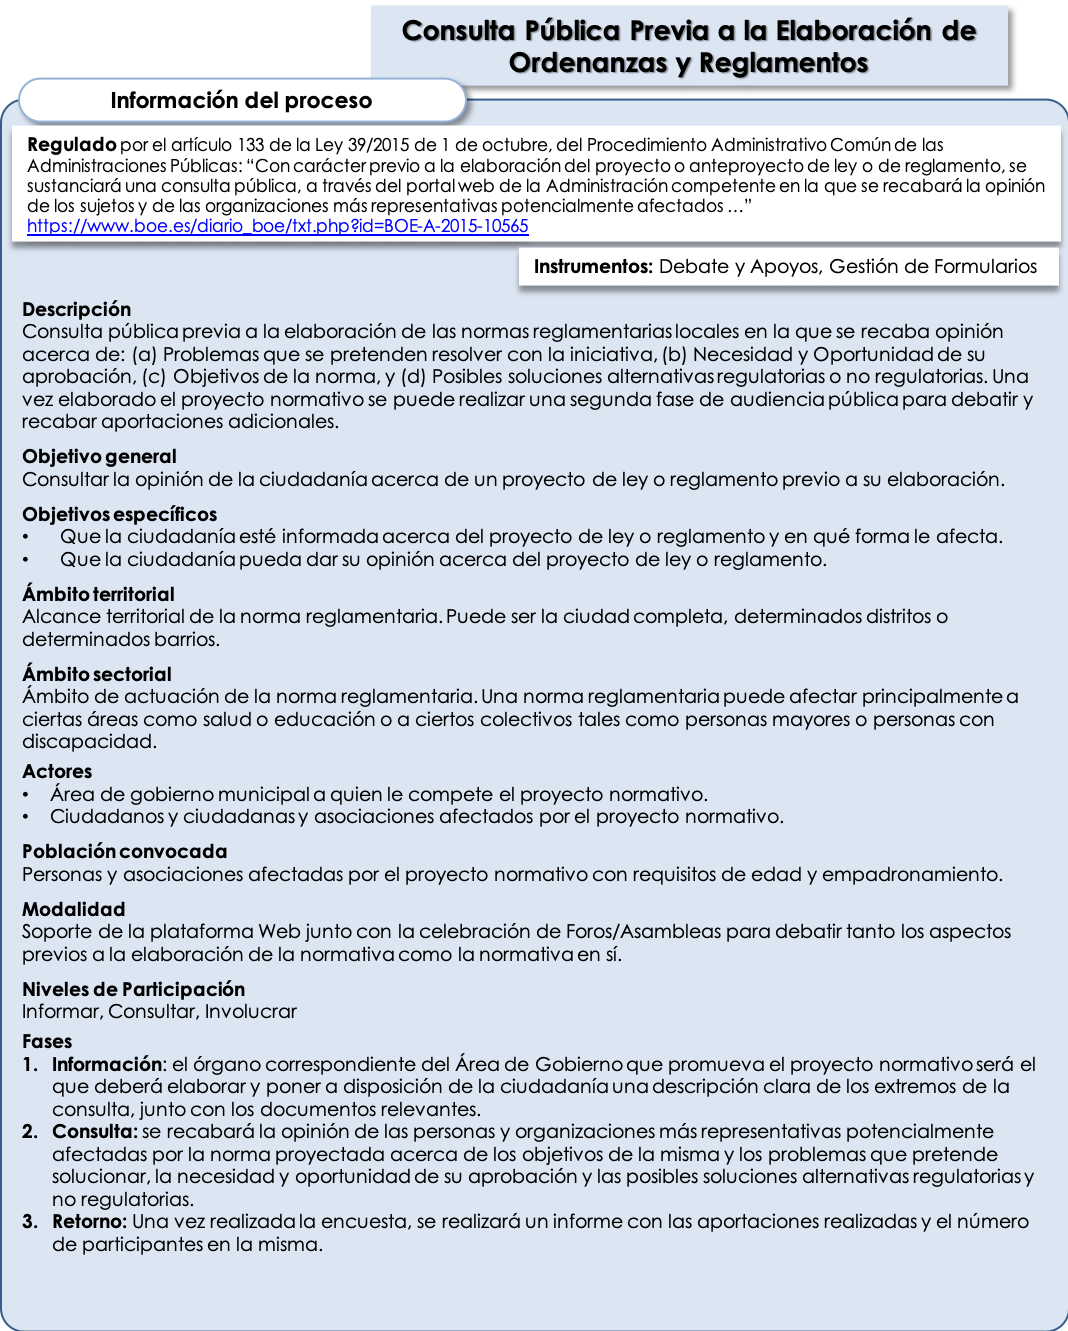 Consulta Pública Previa a la Elaboración de
Ordenanzas y Reglamentos
Información del proceso
Regulado por el artículo 133 de la Ley 39/2015 de 1 de octubre, del Procedimiento Administrativo Común de las
Administraciones Públicas: “Con carácter previo a la elaboración del proyecto o anteproyecto de ley o de reglamento, se
sustanciará una consulta pública, a través del portal web de la Administración competente en la que se recabará la opinión
de los sujetos y de las organizaciones más representativas potencialmente afectados …”
https://www.boe.es/diario_boe/txt.php?id=BOE-A-2015-10565
Instrumentos: Debate y Apoyos, Gestión de Formularios
Descripción
Consulta pública previa a la elaboración de las normas reglamentarias locales en la que se recaba opinión
acerca de: (a) Problemas que se pretenden resolver con la iniciativa, (b) Necesidad y Oportunidad de su
aprobación, (c) Objetivos de la norma, y (d) Posibles soluciones alternativas regulatorias o no regulatorias. Una
vez elaborado el proyecto normativo se puede realizar una segunda fase de audiencia pública para debatir y
recabar aportaciones adicionales.
Objetivo general
Consultar la opinión de la ciudadanía acerca de un proyecto de ley o reglamento previo a su elaboración.
Objetivos específicos
• Que la ciudadanía esté informada acerca del proyecto de ley o reglamento y en qué forma le afecta.
• Que la ciudadanía pueda dar su opinión acerca del proyecto de ley o reglamento.
Ámbito territorial
Alcance territorial de la norma reglamentaria. Puede ser la ciudad completa, determinados distritos o
determinados barrios.
Ámbito sectorial
Ámbito de actuación de la norma reglamentaria. Una norma reglamentaria puede afectar principalmente a
ciertas áreas como salud o educación o a ciertos colectivos tales como personas mayores o personas con
discapacidad.
Actores
• Área de gobierno municipal a quien le compete el proyecto normativo.
• Ciudadanos y ciudadanas y asociaciones afectados por el proyecto normativo.
Población convocada
Personas y asociaciones afectadas por el proyecto normativo con requisitos de edad y empadronamiento.
Modalidad
Soporte de la plataforma Web junto con la celebración de Foros/Asambleas para debatir tanto los aspectos
previos a la elaboración de la normativa como la normativa en sí.
Niveles de Participación
Informar, Consultar, Involucrar
Fases
1. Información: el órgano correspondiente del Área de Gobierno que promueva el proyecto normativo será el
que deberá elaborar y poner a disposición de la ciudadanía una descripción clara de los extremos de la
consulta, junto con los documentos relevantes.
2. Consulta: se recabará la opinión de las personas y organizaciones más representativas potencialmente
afectadas por la norma proyectada acerca de los objetivos de la misma y los problemas que pretende
solucionar, la necesidad y oportunidad de su aprobación y las posibles soluciones alternativas regulatorias y
no regulatorias.
3. Retorno: Una vez realizada la encuesta, se realizará un informe con las aportaciones realizadas y el número
de participantes en la misma.